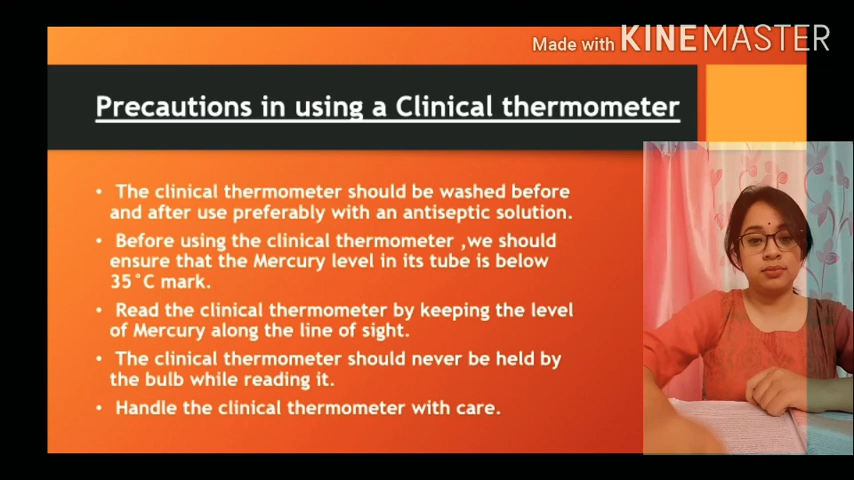 Made with KINEMASTER
Precautions in using a Clinical thermometer
• The clinical thermometer should be washed before
and after use preferably with an antiseptic solution.
• Before using the clinical thermometer ,we should
ensure that the Mercury level in its tube is below
35°C mark.
• Read the clinical thermometer by keeping the level
of Mercury along the line of sight.
• The clinical thermometer should never be held by
the bulb while reading it.
• Handle the clinical thermometer with care.